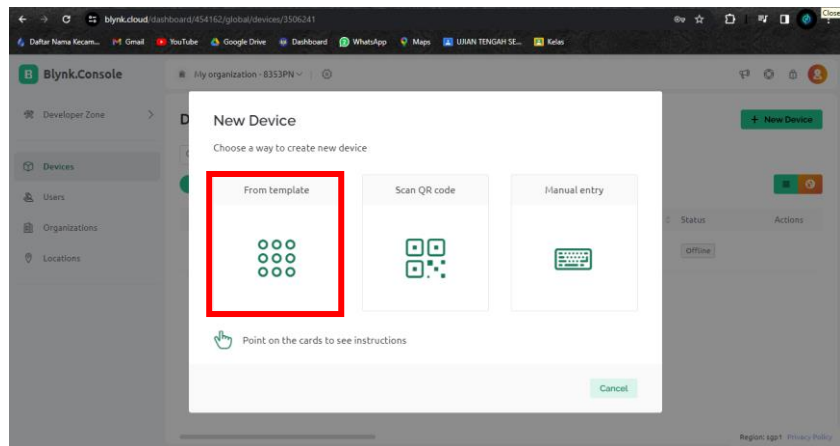 Close
blynk.cloud/dashboard/454162/global/devices/3506241
Daftar Nama Kecam... Gmail YouTube Google Drive Dashboard WhatsApp Maps UJIAN TENGAH SE... Kelas
B Blynk.Console My organization - 8353PN
Developer Zone
+ New Device
New Device
Choose a way to create new device
Devices
From template Scan QR code Manual entry
Users
Status Actions
Organizations
Offline
Locations
Point on the cards to see instructions
Cancel
Region: sgp1 Privacy Policy